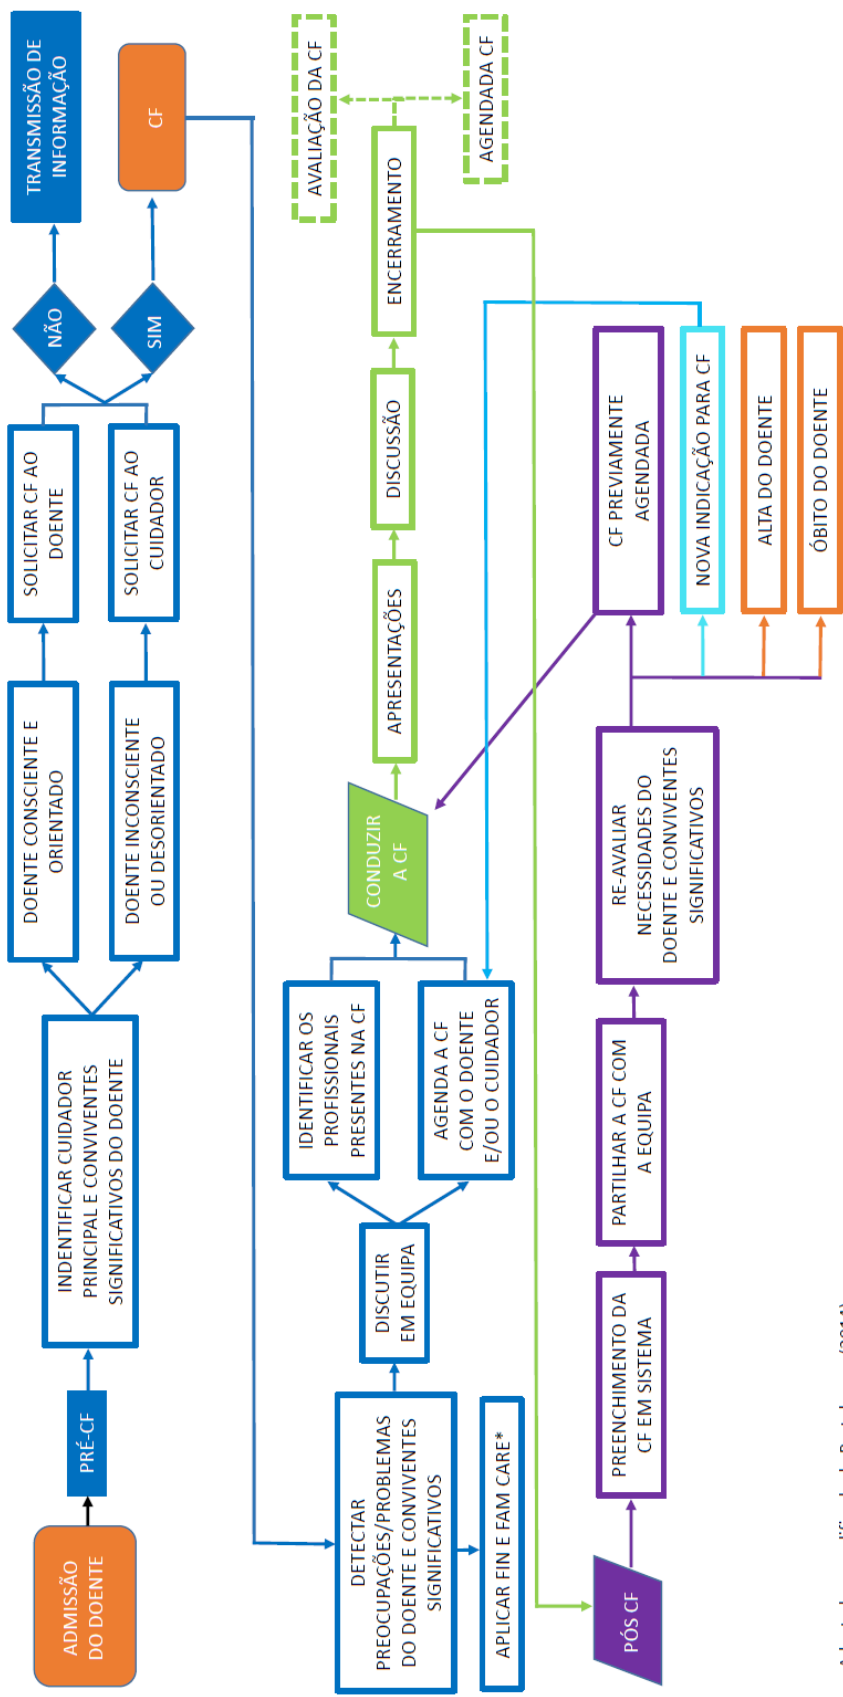 ADMISSÃO
DO DOENTE
PRÉ-CF
INDENTIFICAR CUIDADOR
PRINCIPAL E CONVIVENTES
SIGNIFICATIVOS DO DOENTE
DOENTE CONSCIENTE E
ORIENTADO
DOENTE INCONSCIENTE
OU DESORIENTADO
SOLICITAR CF AO
DOENTE
SOLICITAR CF AO
CUIDADOR
NÃO
SIM
TRANSMISSÃO DE
INFORMAÇÃO
CF
DETECTAR
PREOCUPAÇÕES/PROBLEMAS
DO DOENTE E CONVIVENTES
SIGNIFICATIVOS
APLICAR FIN E FAM CARE*
DISCUTIR
EM EQUIPA
IDENTIFICAR OS
PROFISSIONAIS
PRESENTES NA CF
AGENDA A CF
COM O DOENTE
E/OU O CUIDADOR
CONDUZIR
A CF
APRESENTAÇÕES
DISCUSSÃO
ENCERRAMENTO
AVALIAÇÃO DA CF
AGENDADA CF
PÓS CF
PREENCHIMENTO DA
CF EM SISTEMA
PARTILHAR A CF COM
A EQUIPA
RE-AVALIAR
NECESSIDADES DO
DOENTE E CONVIVENTES
SIGNIFICATIVOS
CF PREVIAMENTE
AGENDADA
NOVA INDICAÇÃO PARA CF
ALTA DO DOENTE
ÓBITO DO DOENTE